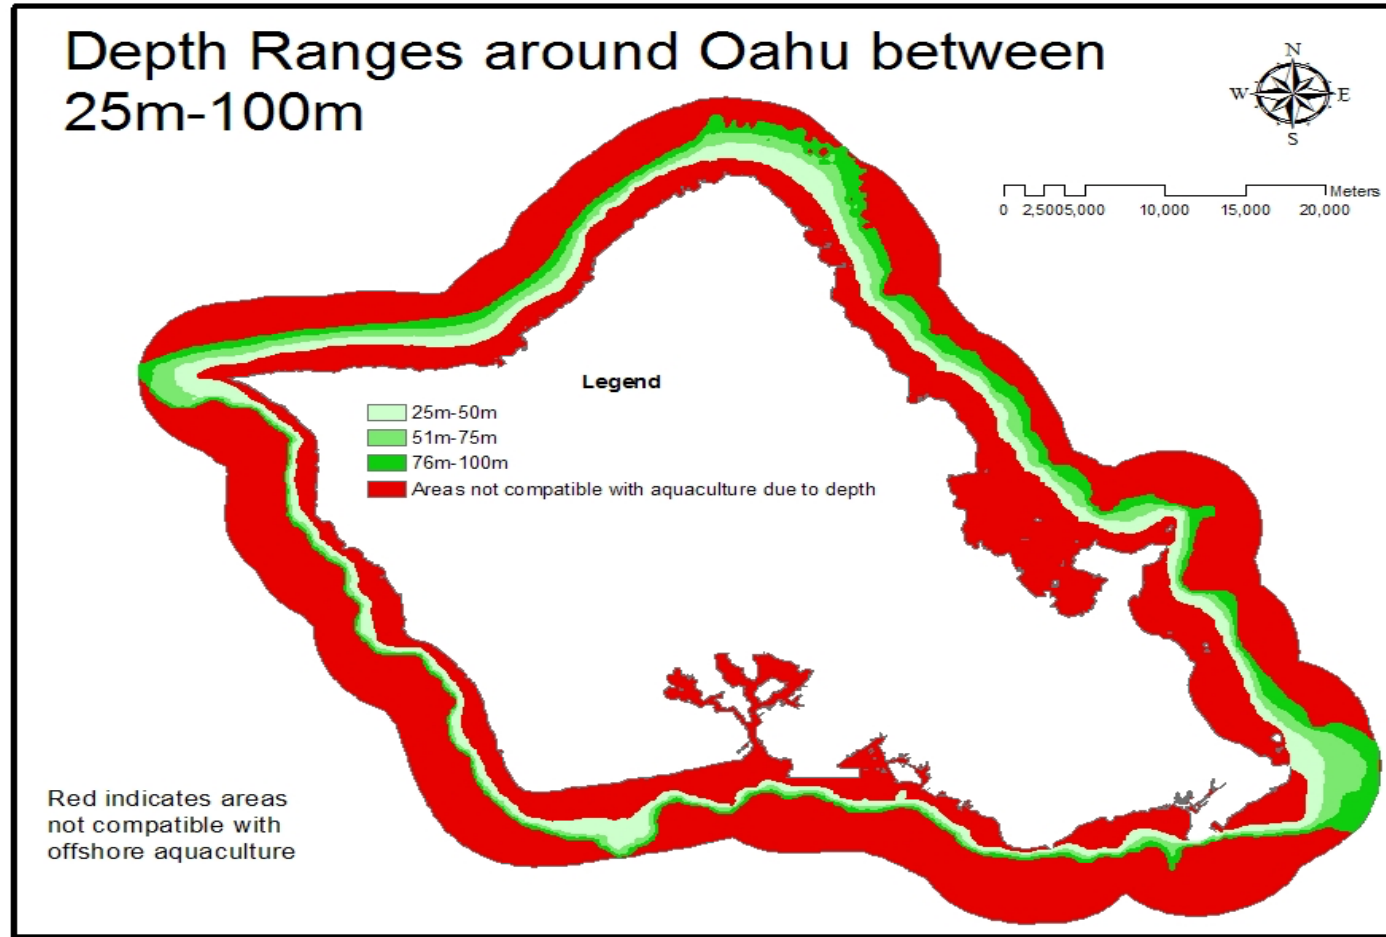 Depth Ranges around Oahu between
25m-100m
N
W E
S
Meters
0 2,5005,000 10,000 15,000 20,000
Legend
25m-50m
51m-75m
76m-100m
Areas not compatible with aquaculture due to depth
Red indicates areas
not compatible with
offshore aquaculture